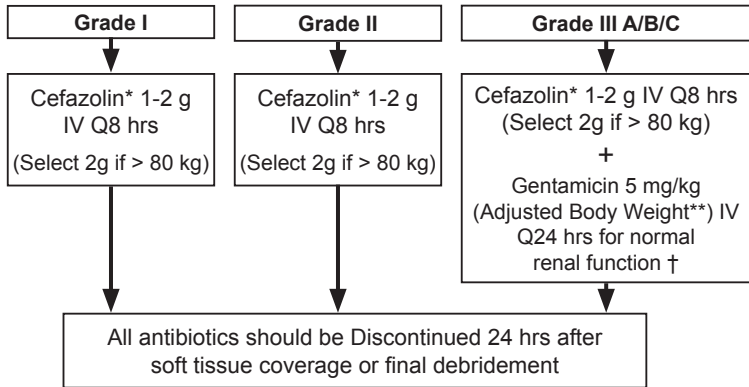 Grade I
Cefazolin* 1-2 g
IV Q8 hrs
(Select 2g if > 80 kg)
Grade II
Cefazolin* 1-2 g
IV Q8 hrs
(Select 2g if > 80 kg)
Grade III A/B/C
Cefazolin* 1-2 g IV Q8 hrs
(Select 2g if > 80 kg)
+
Gentamicin 5 mg/kg
(Adjusted Body Weight**) IV
Q24 hrs for normal
renal function †
All antibiotics should be Discontinued 24 hrs after
soft tissue coverage or final debridement